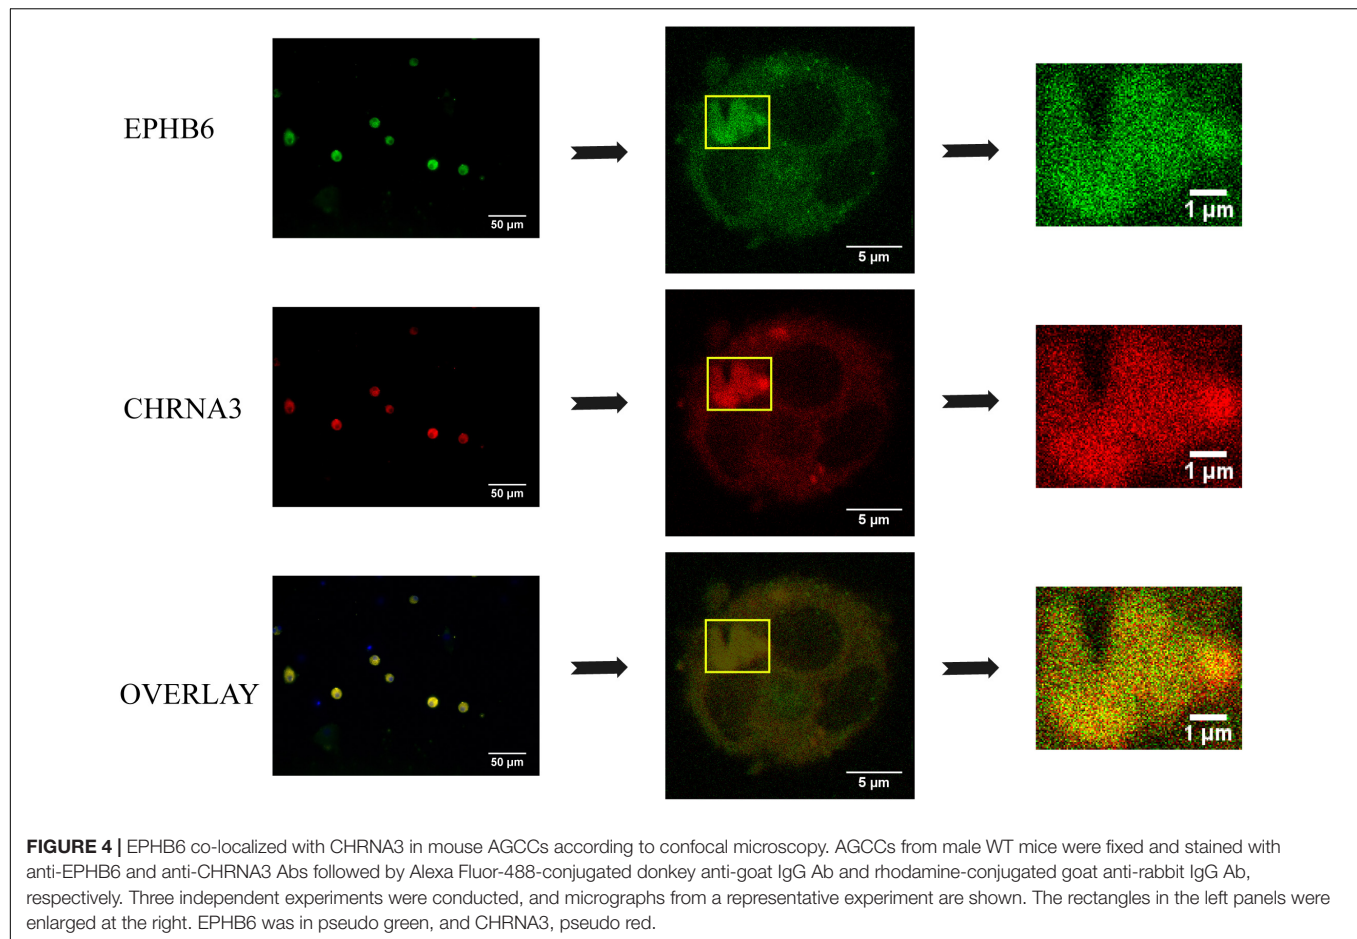 EPHB6
50 µm
5 µm
1 µm
CHRNA3
50 µm
5 µm
1 µm
OVERLAY
50 µm
5 µm
1 µm
FIGURE 4 | EPHB6 co-localized with CHRNA3 in mouse AGCCs according to confocal microscopy. AGCCs from male WT mice were fixed and stained with
anti-EPHB6 and anti-CHRNA3 Abs followed by Alexa Fluor-488-conjugated donkey anti-goat IgG Ab and rhodamine-conjugated goat anti-rabbit IgG Ab,
respectively. Three independent experiments were conducted, and micrographs from a representative experiment are shown. The rectangles in the left panels were
enlarged at the right. EPHB6 was in pseudo green, and CHRNA3, pseudo red.